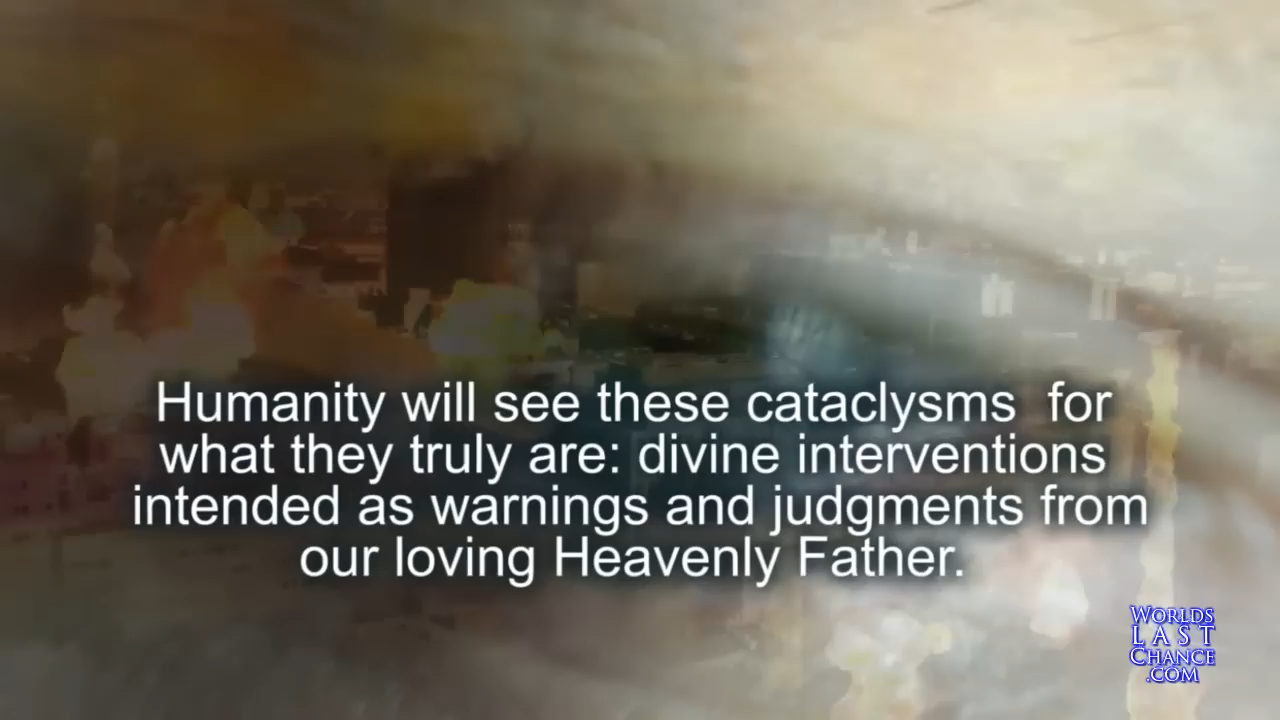 Humanity will see these cataclysms  for
what they truly are: divine interventions
intended as warnings and judgments from
our loving Heavenly Father.
WORLDS
LAST
CHANCE
.COM